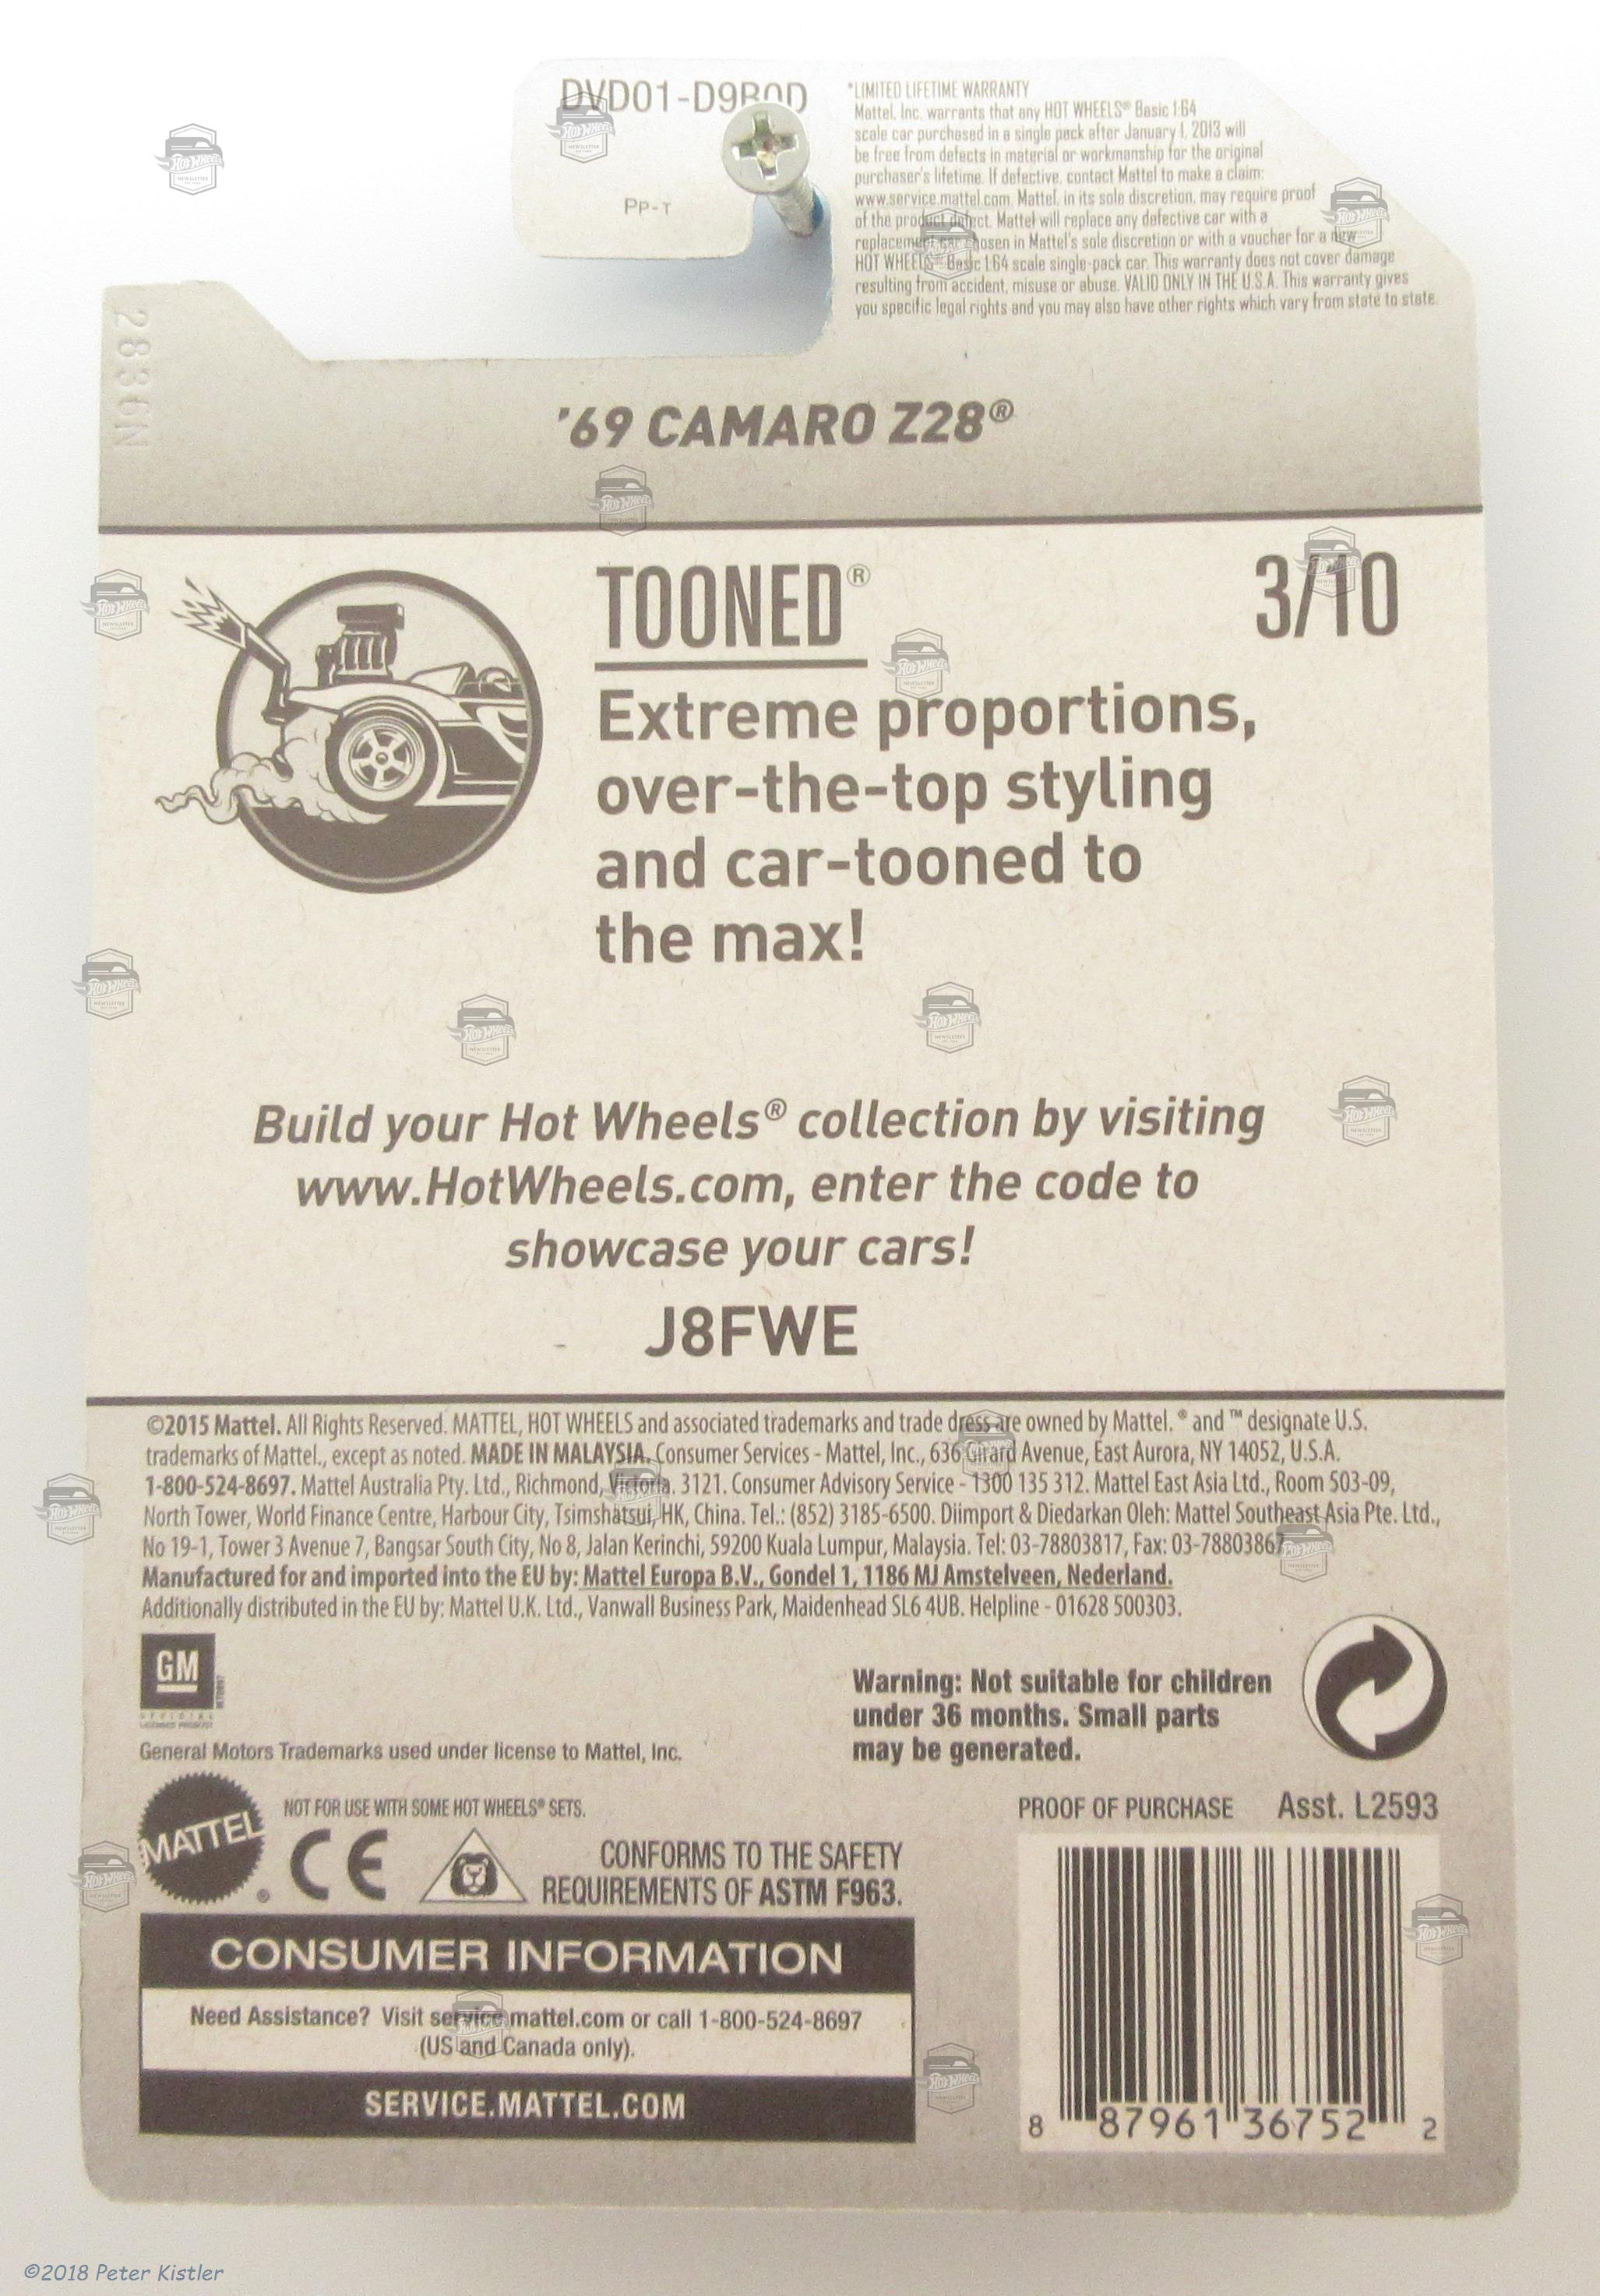 DVD01-D9B0D
PP-T
*LIMITED LIFETIME WARRANTY
Mattel, Inc. warrants that any HOT WHEELS® Basic 1:64
scale car purchased in a single pack after January 1, 2013 will
be free from defects in material or workmanship for the original
purchaser's lifetime. If defective, contact Mattel to make a claim:
www.service.mattel.com. Mattel, in its sole discretion, may require proof
of the product defect. Mattel will replace any defective car with a
replacement car chosen in Mattel's sole discretion or with a voucher for a new
HOT WHEELS® Basic 1:64 scale single-pack car. This warranty does not cover damage
resulting from accident, misuse or abuse. VALID ONLY IN THE U.S.A. This warranty gives
you specific legal rights and you may also have other rights which vary from state to state.
2836N
'69 CAMARO Z28®
TOONED®
3/10
Extreme proportions,
over-the-top styling
and car-tooned to
the max!
Build your Hot Wheels® collection by visiting
www.HotWheels.com, enter the code to
showcase your cars!
J8FWE
©2015 Mattel. All Rights Reserved. MATTEL, HOT WHEELS and associated trademarks and trade dress are owned by Mattel. ® and ™ designate U.S.
trademarks of Mattel., except as noted. MADE IN MALAYSIA. Consumer Services - Mattel, Inc., 636 Girard Avenue, East Aurora, NY 14052, U.S.A.
1-800-524-8697. Mattel Australia Pty. Ltd., Richmond, Victoria. 3121. Consumer Advisory Service - 1300 135 312. Mattel East Asia Ltd., Room 503-09,
North Tower, World Finance Centre, Harbour City, Tsimshatsui, HK, China. Tel.: (852) 3185-6500. Diimport & Diedarkan Oleh: Mattel Southeast Asia Pte. Ltd.,
No 19-1, Tower 3 Avenue 7, Bangsar South City, No 8, Jalan Kerinchi, 59200 Kuala Lumpur, Malaysia. Tel: 03-78803817, Fax: 03-78803867.
Manufactured for and imported into the EU by: Mattel Europa B.V., Gondel 1, 1186 MJ Amstelveen, Nederland.
Additionally distributed in the EU by: Mattel U.K. Ltd., Vanwall Business Park, Maidenhead SL6 4UB. Helpline - 01628 500303.
GM
OFFICIAL
LICENSED PRODUCT
General Motors Trademarks used under license to Mattel, Inc.
Warning: Not suitable for children
under 36 months. Small parts
may be generated.
MATTEL®
NOT FOR USE WITH SOME HOT WHEELS® SETS.
CE
CONFORMS TO THE SAFETY
REQUIREMENTS OF ASTM F963.
PROOF OF PURCHASE Asst. L2593
CONSUMER INFORMATION
Need Assistance? Visit service.mattel.com or call 1-800-524-8697
(US and Canada only).
SERVICE.MATTEL.COM
8 87961 36752 2
©2018 Peter Kistler